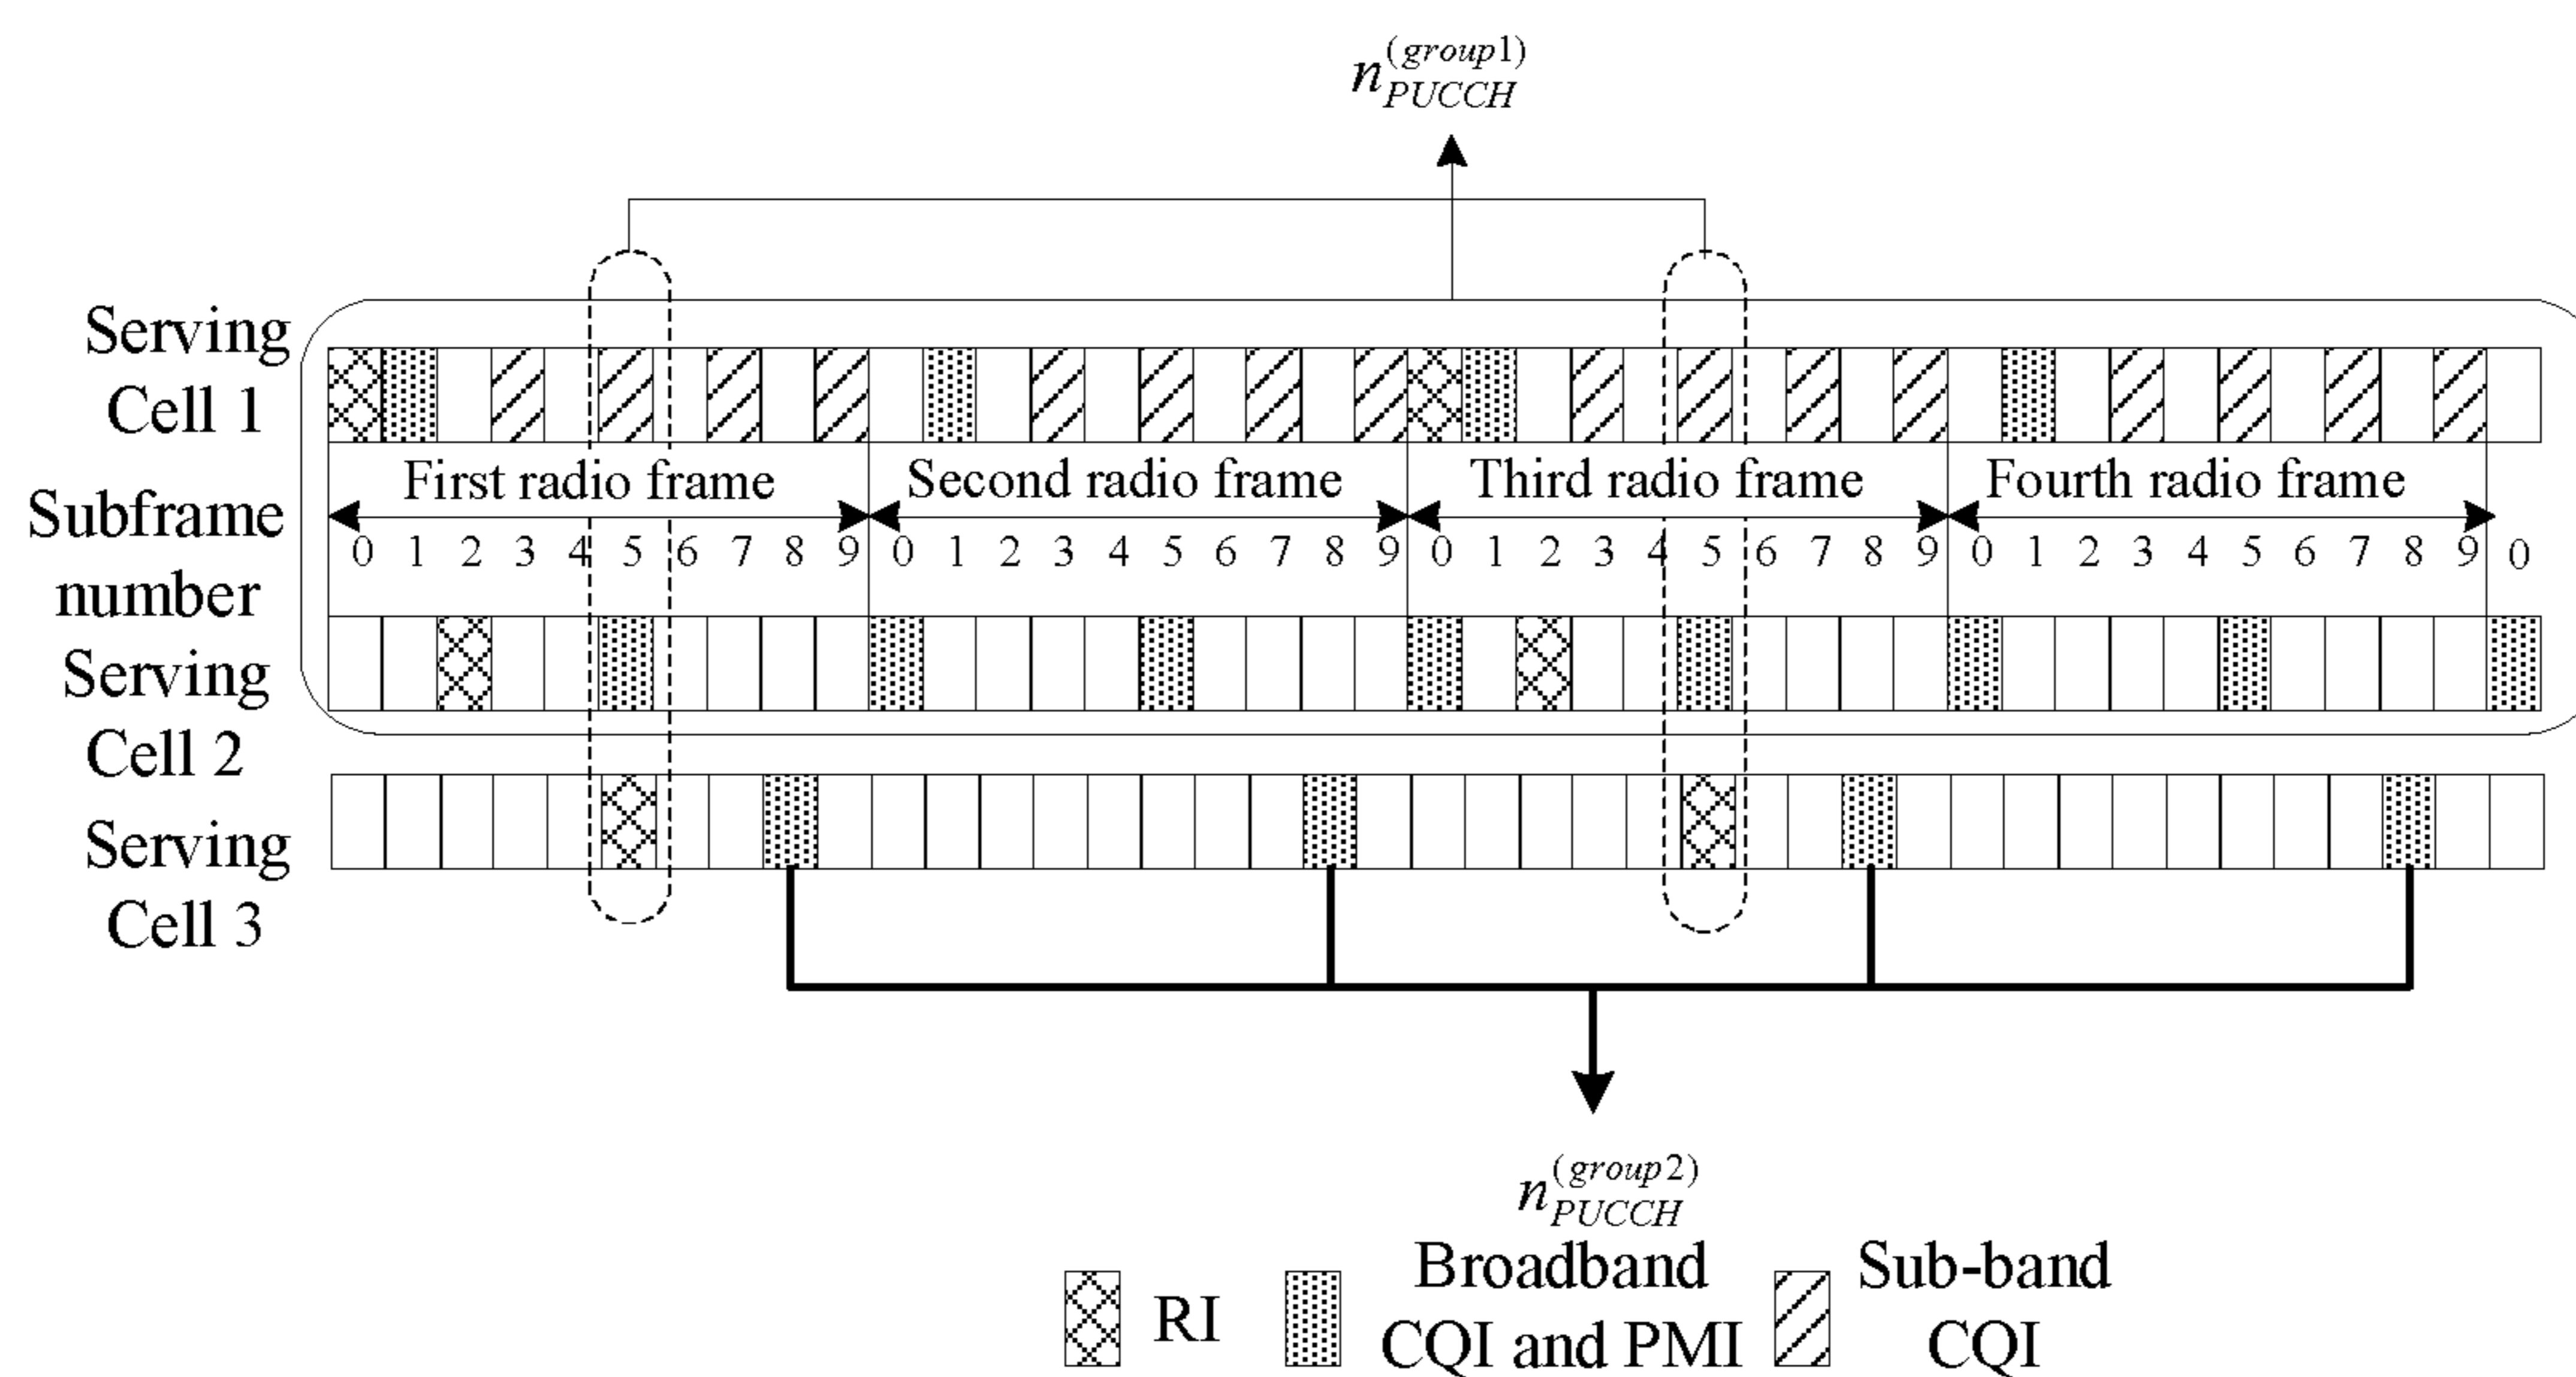 n_{PUCCH}^{(group1)}
Serving
Cell 1
First radio frame Second radio frame Third radio frame Fourth radio frame
Subframe
number
0 1 2 3 4 5 6 7 8 9 0 1 2 3 4 5 6 7 8 9 0 1 2 3 4 5 6 7 8 9 0 1 2 3 4 5 6 7 8 9 0
Serving
Cell 2
Serving
Cell 3
n_{PUCCH}^{(group2)}
RI
Broadband
CQI and PMI
Sub-band
CQI